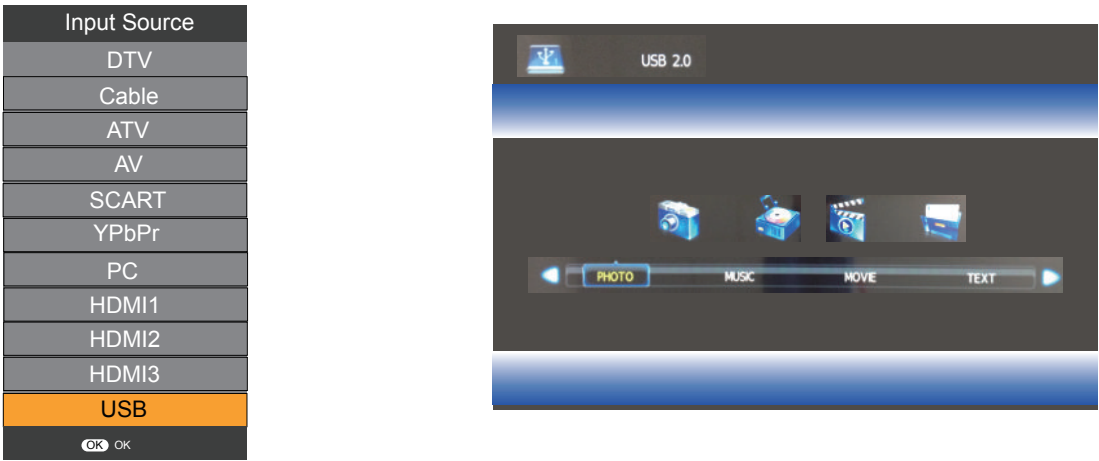 Input Source
DTV
Cable
ATV
AV
SCART
YPbPr
PC
HDMI1
HDMI2
HDMI3
USB
OK OK
USB 2.0
PHOTO MUSIC MOVIE TEXT